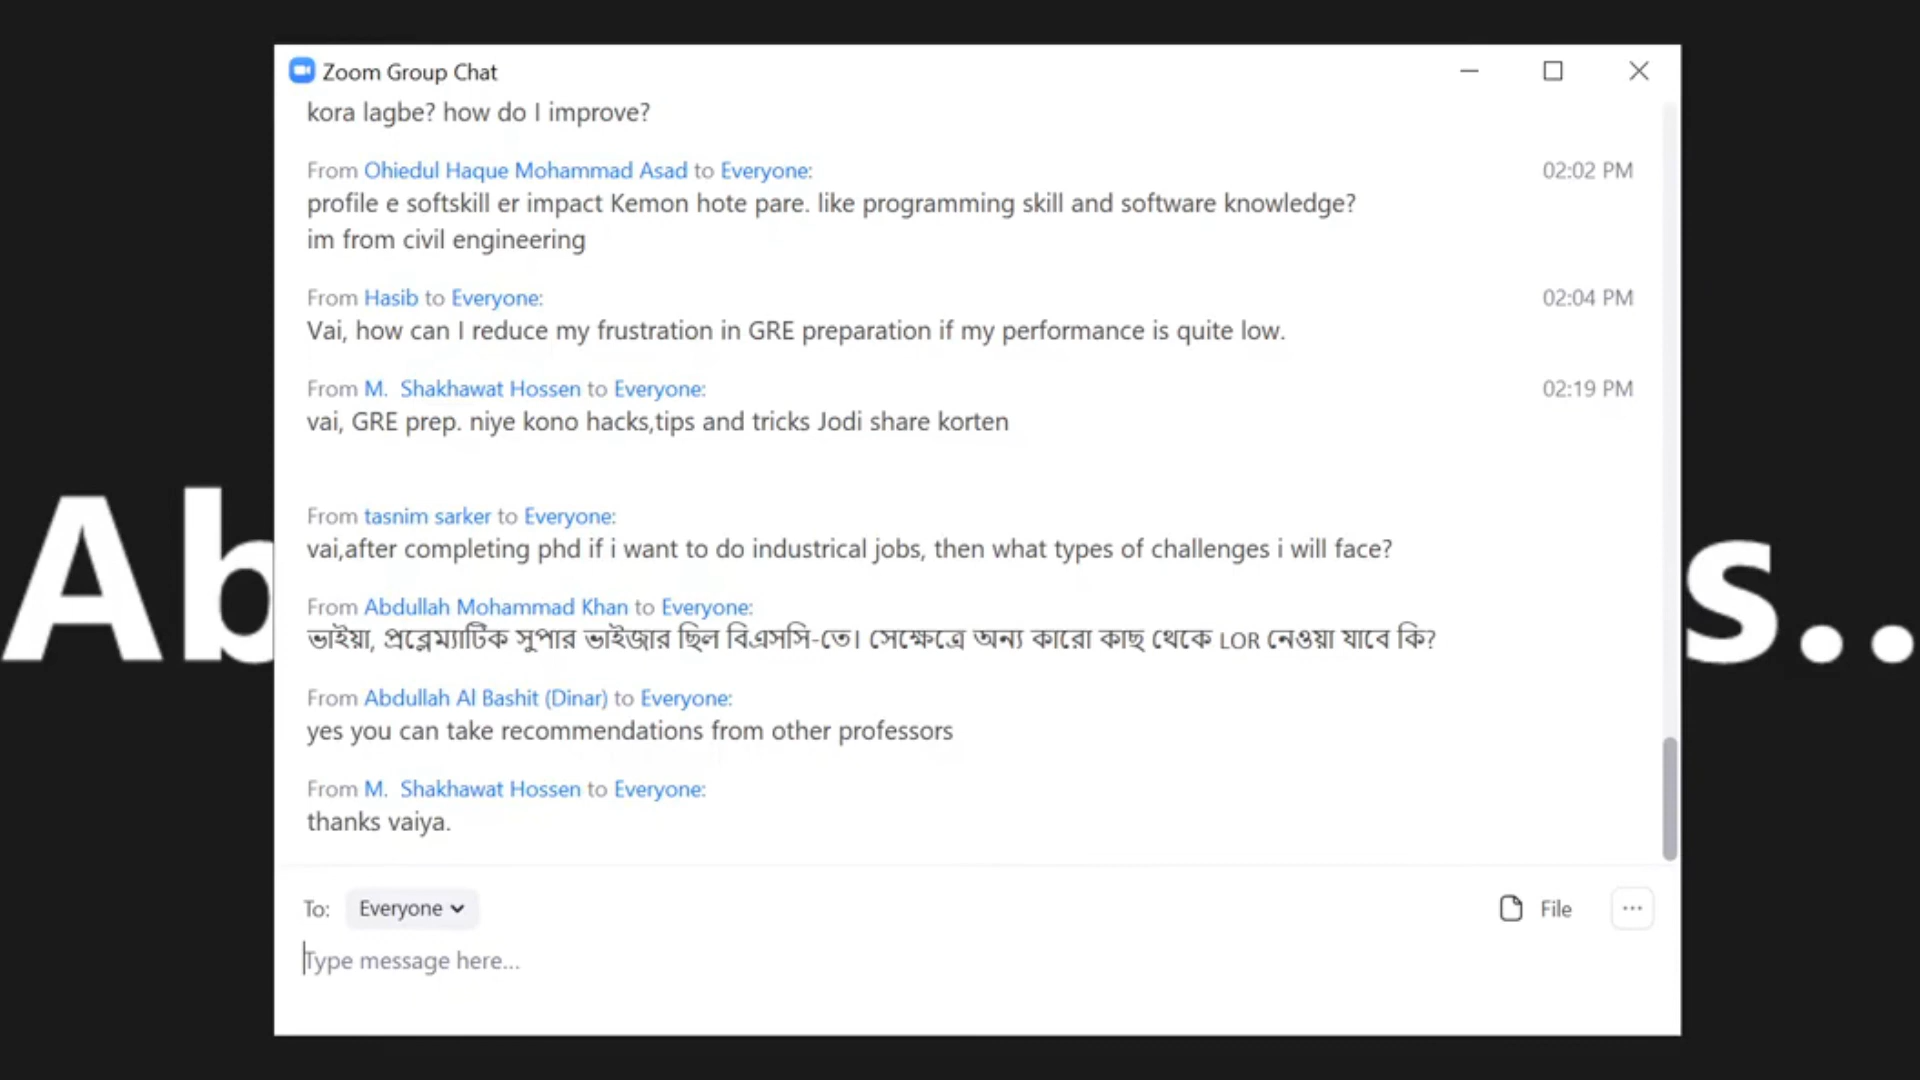 Zoom Group Chat
kora lagbe? how do I improve?
From Ohiedul Haque Mohammad Asad to Everyone: 02:02 PM
profile e softskill er impact Kemon hote pare. like programming skill and software knowledge?
im from civil engineering
From Hasib to Everyone: 02:04 PM
Vai, how can I reduce my frustration in GRE preparation if my performance is quite low.
From M. Shakhawat Hossen to Everyone: 02:19 PM
vai, GRE prep. niye kono hacks,tips and tricks Jodi share korten
From tasnim sarker to Everyone:
vai,after completing phd if i want to do industrical jobs, then what types of challenges i will face?
From Abdullah Mohammad Khan to Everyone:
ভাইয়া, প্রব্লেম্যাটিক সুপার ভাইজার ছিল বিএসসি-তে। সেক্ষেত্রে অন্য কারো কাছ থেকে LOR নেওয়া যাবে কি?
Ab
s..
From Abdullah Al Bashit (Dinar) to Everyone:
yes you can take recommendations from other professors
From M. Shakhawat Hossen to Everyone:
thanks vaiya.
To: Everyone File
Type message here...